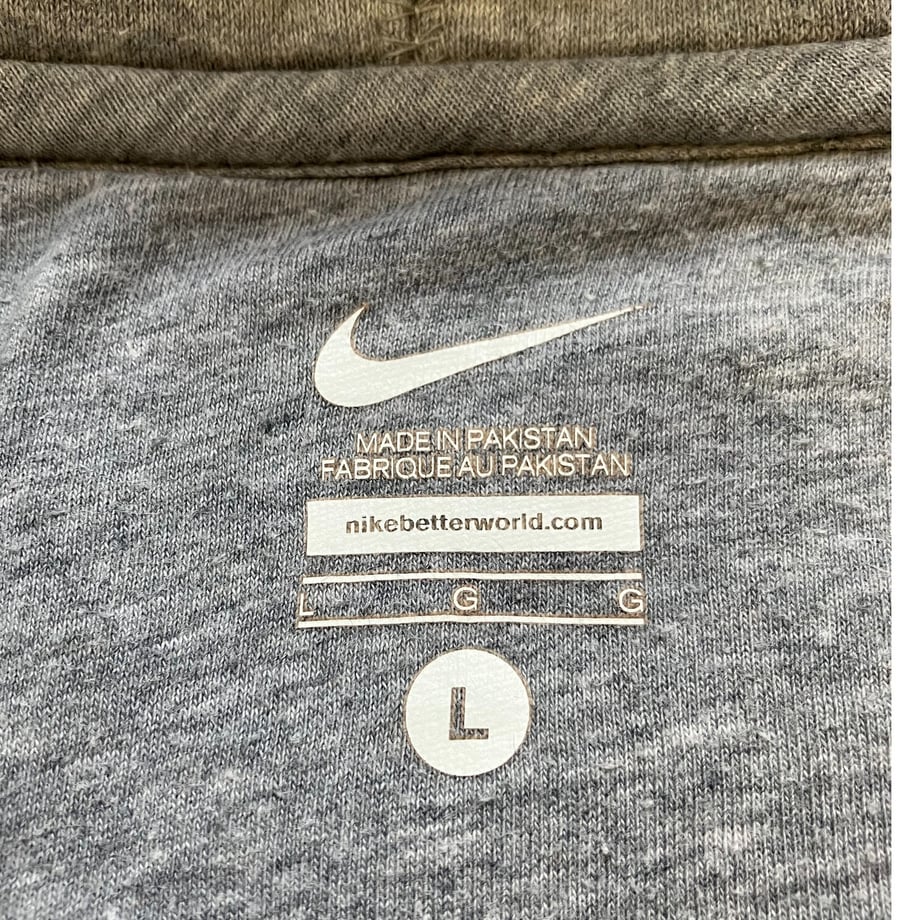 MADE IN PAKISTAN
FABRIQUE AU PAKISTAN
nikebetterworld.com
L G G
L